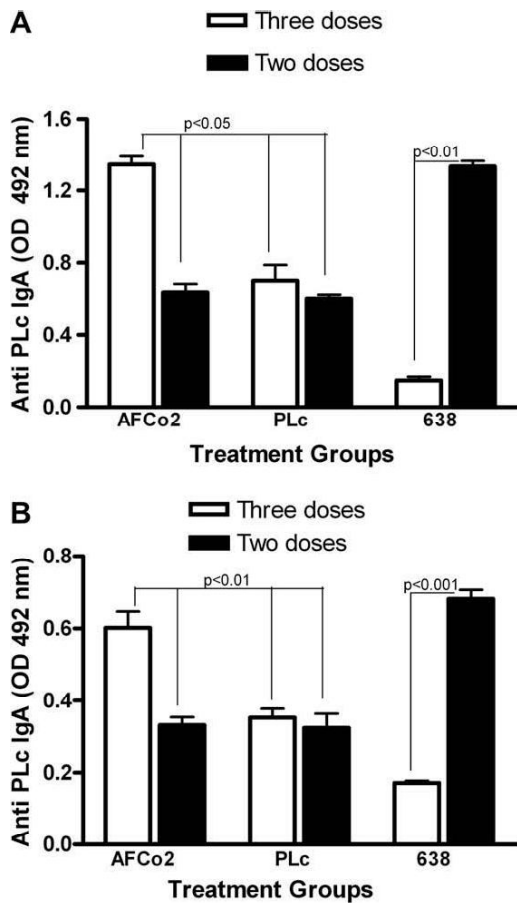 A
Three doses
Two doses
Anti PLc IgA (OD 492 nm)
1.6
1.2
0.8
0.4
0.0
p<0.05
p<0.01
AFCo2 PLc 638
Treatment Groups
B
Three doses
Two doses
Anti PLc IgA (OD 492 nm)
0.8
0.6
0.4
0.2
0.0
p<0.01
p<0.001
AFCo2 PLc 638
Treatment Groups